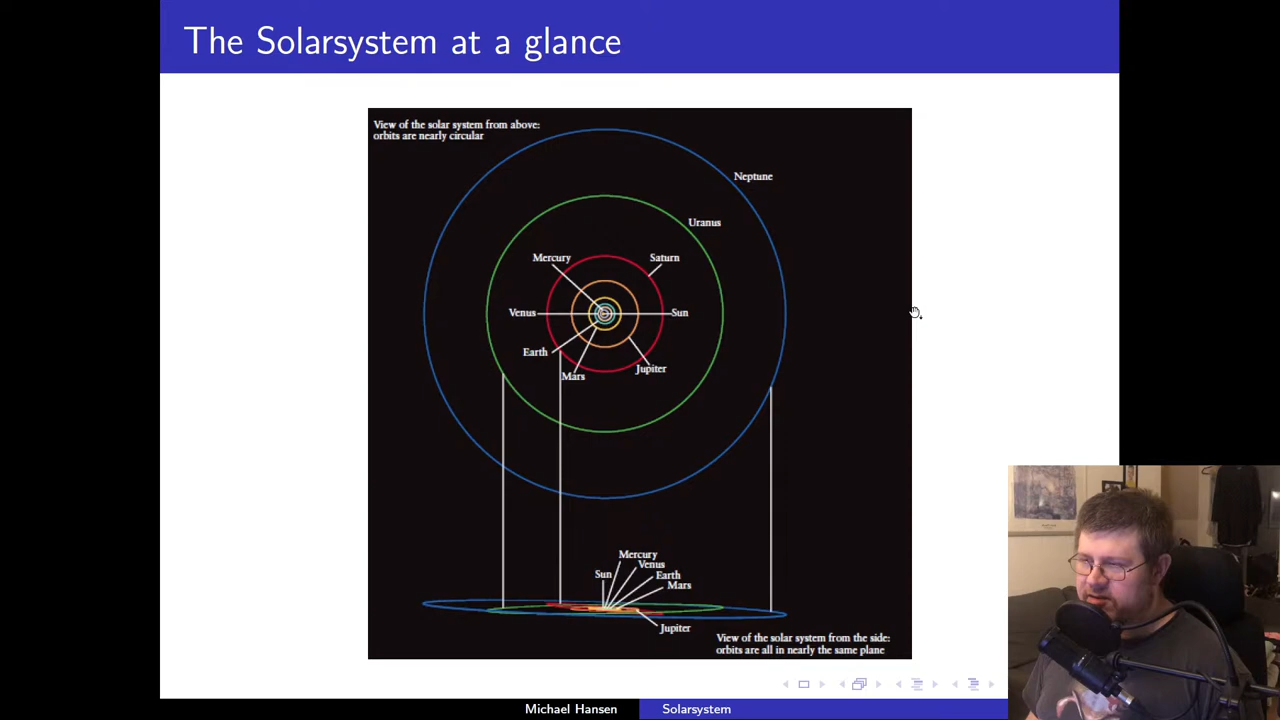 The Solarsystem at a glance
View of the solar system from above:
orbits are nearly circular
Neptune
Uranus
Mercury
Saturn
Venus
Sun
Earth
Jupiter
Mars
Mercury
Venus
Sun
Earth
Mars
Jupiter
View of the solar system from the side:
orbits are all in nearly the same plane
Michael Hansen
Solarsystem